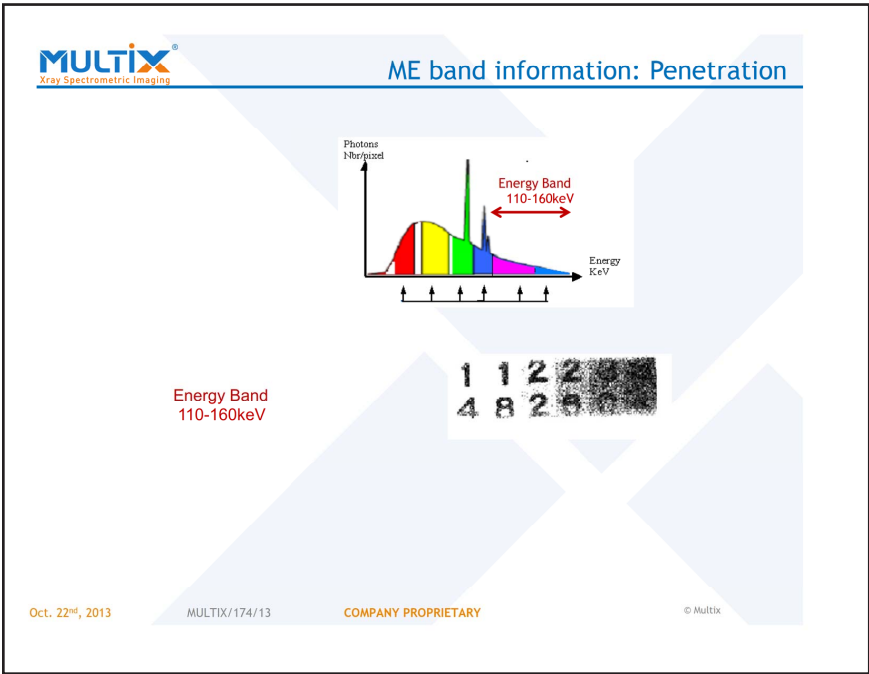 MULTIX®
Xray Spectrometric Imaging
ME band information: Penetration
Photons
Nbr/pixel
Energy Band
110-160keV
Energy
KeV
Energy Band
110-160keV
1 1 2 2
4 8 2
Oct. 22nd, 2013 MULTIX/174/13 COMPANY PROPRIETARY © Multix